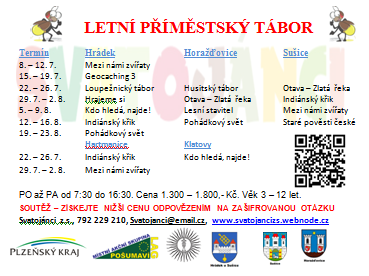 LETNÍ PŘÍMĚSTSKÝ TÁBOR
Termín Hrádek Horažďovice Sušice
8. – 12. 7. Mezi námi zvířaty
15. – 19. 7. Geocaching 3
22. – 26. 7. Loupežnický tábor Husitský tábor Otava – Zlatá řeka
29. 7. – 2. 8. Hrajeme si Otava – Zlatá řeka Indiánský křik
5. – 9. 8. Kdo hledá, najde! Lesní stavitel Mezi námi zvířaty
12. – 16. 8. Indiánský křik Pohádkový svět Staré pověsti české
19. – 23. 8. Pohádkový svět
Hartmanice Klatovy
22. – 26. 7. Indiánský křik Kdo hledá, najde!
29. 7. – 2. 8. Mezi námi zvířaty
PO až PA od 7:30 do 16:30. Cena 1.300 – 1.800,- Kč. Věk 3 – 12 let.
SOUTĚŽ – ZÍSKEJTE NIŽŠÍ CENU ODPOVĚZENÍM NA ZAŠIFROVANOU OTÁZKU
Svatojánci z.s., 792 229 210, Svatojanci@email.cz, www.svatojancizs.webnode.cz
PLZEŇSKÝ KRAJ
MÍSTNÍ AKČNÍ SKUPINA
POŠUMAVÍ